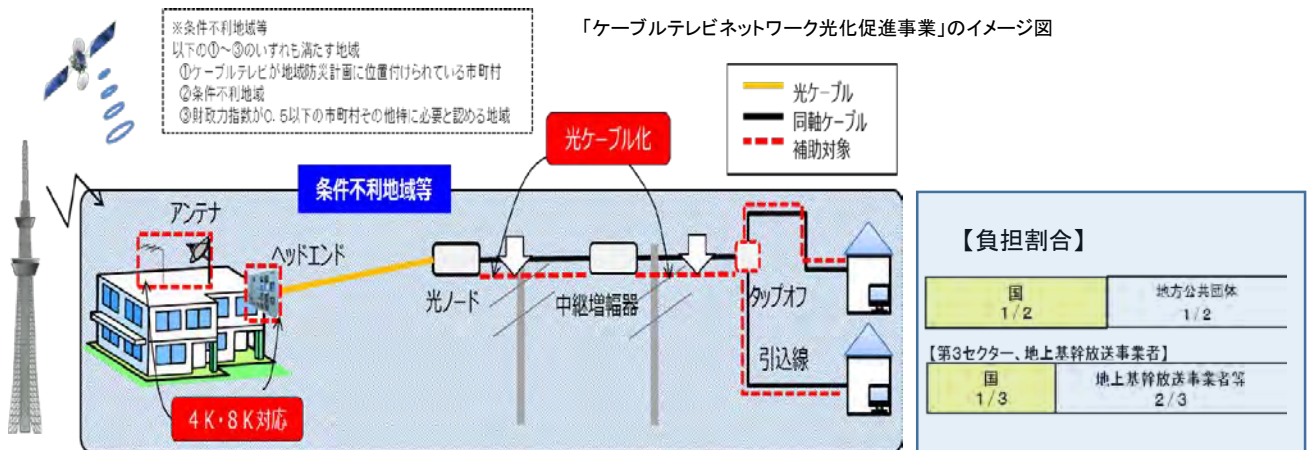 「ケーブルテレビネットワーク光化促進事業」のイメージ図
※条件不利地域等
以下の①～③のいずれも満たす地域
①ケーブルテレビが地域防災計画に位置付けられている市町村
②条件不利地域
③財政力指数が0.5以下の市町村その他特に必要と認める地域
光ケーブル
同軸ケーブル
補助対象
光ケーブル化
条件不利地域等
アンテナ
ヘッドエンド
光ノード
中継増幅器
タップオフ
引込線
4K・8K対応
【負担割合】
国
1/2
地方公共団体
1/2
【第3セクター、地上基幹放送事業者】
国
1/3
地上基幹放送事業者等
2/3